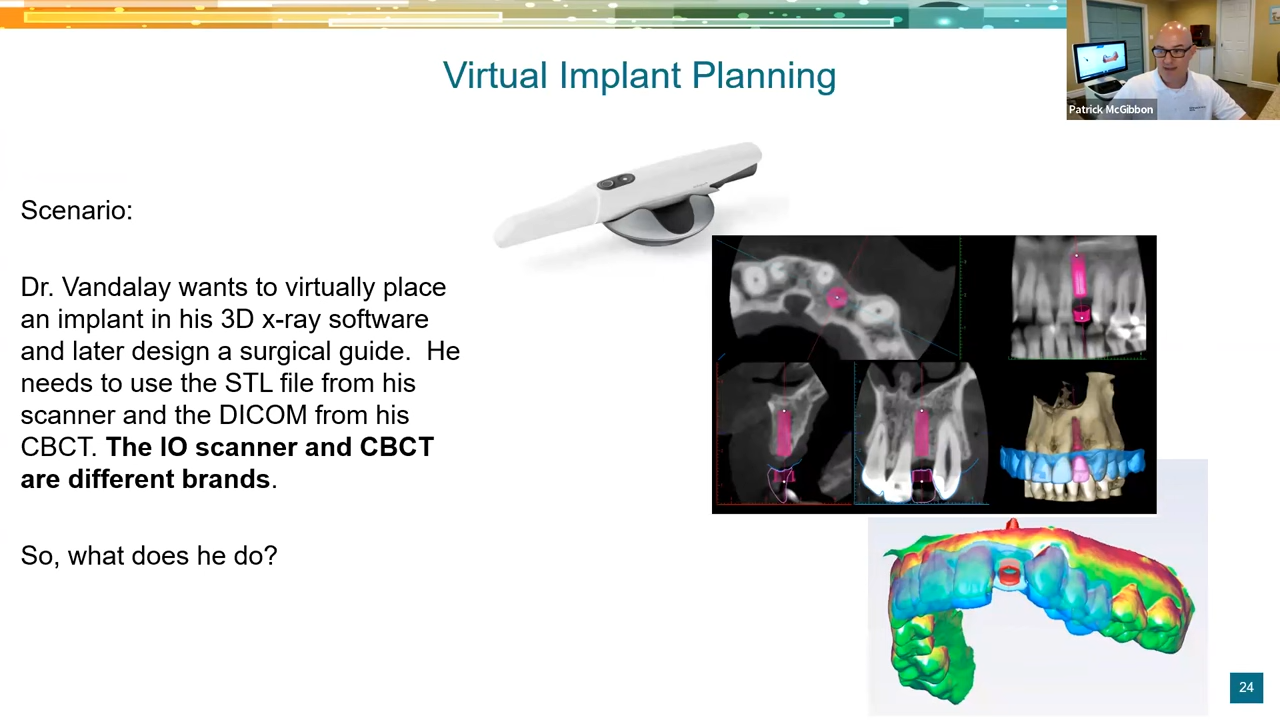 Virtual Implant Planning
Patrick McGibbon
Scenario:
Dr. Vandalay wants to virtually place
an implant in his 3D x-ray software
and later design a surgical guide.  He
needs to use the STL file from his
scanner and the DICOM from his
CBCT. The IO scanner and CBCT
are different brands.
So, what does he do?
24